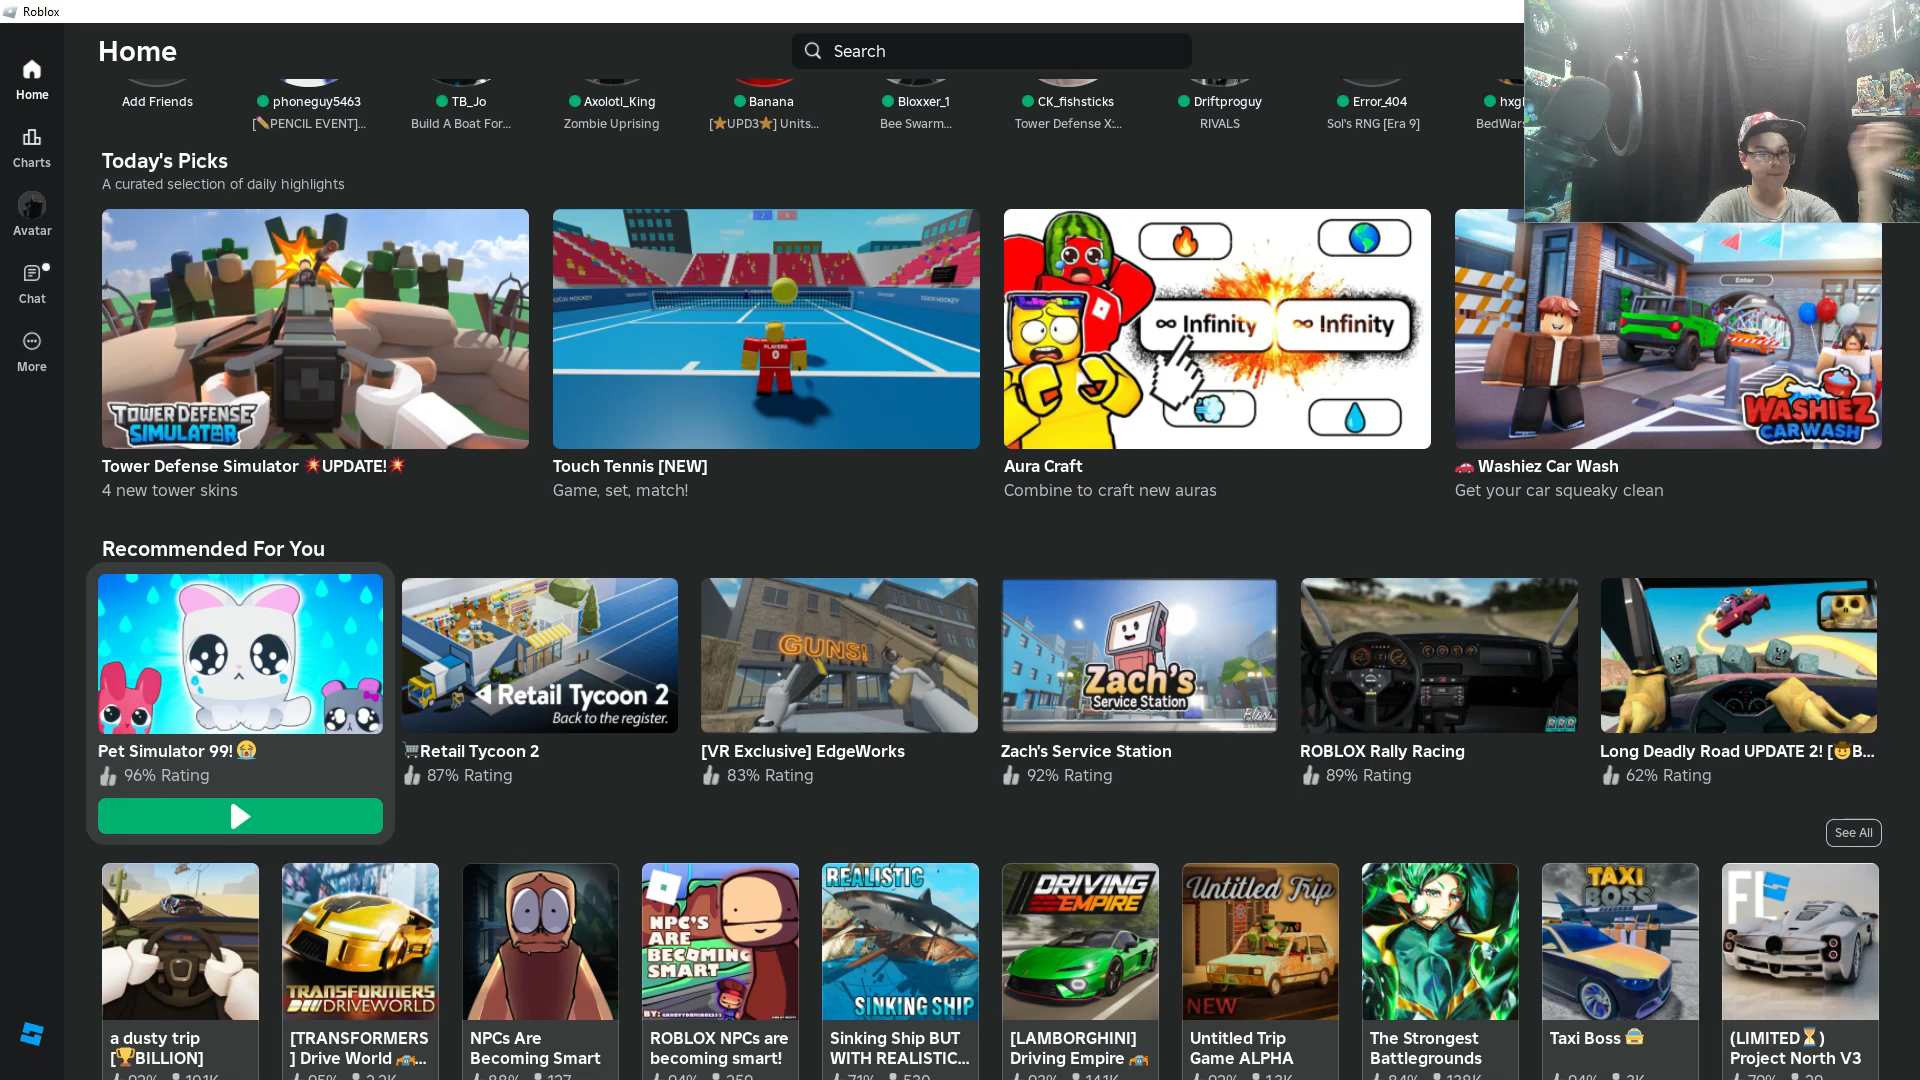 Roblox
Home
Search
Home
Charts
Avatar
Chat
More
Add Friends
phoneguy5463
TB_Jo
Axolotl_King
Banana
Bloxxer_1
CK_fishsticks
Driftproguy
Error_404
[✏️PENCIL EVENT]...
Build A Boat For...
Zombie Uprising
[⭐UPD3⭐] Units...
Bee Swarm...
Tower Defense X:...
RIVALS
Sol's RNG [Era 9]
Today's Picks
A curated selection of daily highlights
TOWER DEFENSE
SIMULATOR
TOUCH HOCKEY
PLAYER2
0
∞ Infinity
∞ Infinity
Enter
WASHIEZ
CAR WASH
Tower Defense Simulator 💥UPDATE!💥
4 new tower skins
Touch Tennis [NEW]
Game, set, match!
Aura Craft
Combine to craft new auras
🚗 Washiez Car Wash
Get your car squeaky clean
Recommended For You
Retail Tycoon 2
Back to the register.
GUNS!
Zach's
Service Station
Pet Simulator 99! 😭
96% Rating
🛒Retail Tycoon 2
87% Rating
[VR Exclusive] EdgeWorks
83% Rating
Zach's Service Station
92% Rating
ROBLOX Rally Racing
89% Rating
Long Deadly Road UPDATE 2! [🤠B...
62% Rating
See All
TRANSFORMERS
DRIVEWORLD
NPC'S
ARE
BECOMING
SMART
REALISTIC
SINKING SHIP
DRIVING
EMPIRE
Untitled Trip
NEW
TAXI
BOSS
a dusty trip
[🏆BILLION]
[TRANSFORMERS
] Drive World 🚗...
NPCs Are
Becoming Smart
ROBLOX NPCs are
becoming smart!
Sinking Ship BUT
WITH REALISTIC...
[LAMBORGHINI]
Driving Empire 🚗
Untitled Trip
Game ALPHA
The Strongest
Battlegrounds
Taxi Boss 🚖
(LIMITED⏳)
Project North V3